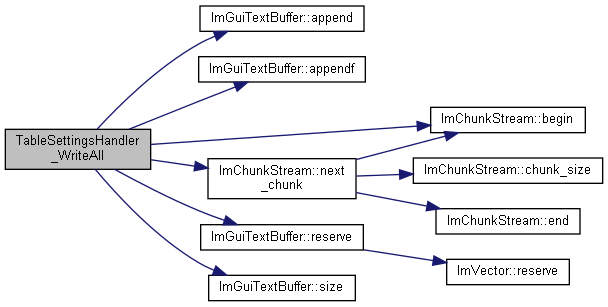 ImGuiTextBuffer::append
ImGuiTextBuffer::appendf
TableSettingsHandler
_WriteAll
ImChunkStream::begin
ImChunkStream::next
_chunk
ImChunkStream::chunk_size
ImChunkStream::end
ImGuiTextBuffer::reserve
ImVector::reserve
ImGuiTextBuffer::size